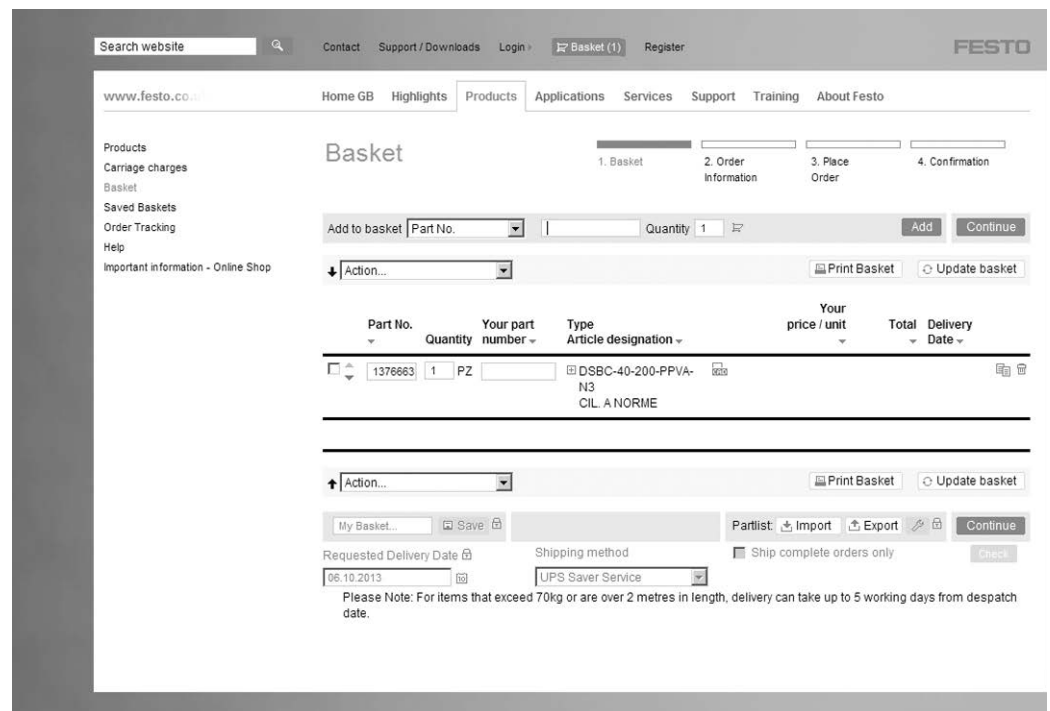 Search website
Contact Support / Downloads Login Basket (1) Register
FESTO
www.festo.co.
Home GB Highlights Products Applications Services Support Training About Festo
Products
Carriage charges
Basket
Saved Baskets
Order Tracking
Help
Important information - Online Shop
Basket
1. Basket
2. Order
Information
3. Place
Order
4. Confirmation
Add to basket Part No. Quantity 1 Add Continue
Action... Print Basket Update basket
Part No.
Quantity
Your part
number
Type
Article designation
Your
price / unit
Total
Delivery
Date
1376663 1 PZ DSBC-40-200-PPVA-
N3
CIL. A NORME
Action... Print Basket Update basket
My Basket... Save Partlist: Import Export Continue
Requested Delivery Date Shipping method Ship complete orders only Check
06.10.2013 UPS Saver Service
Please Note: For items that exceed 70kg or are over 2 metres in length, delivery can take up to 5 working days from despatch
date.